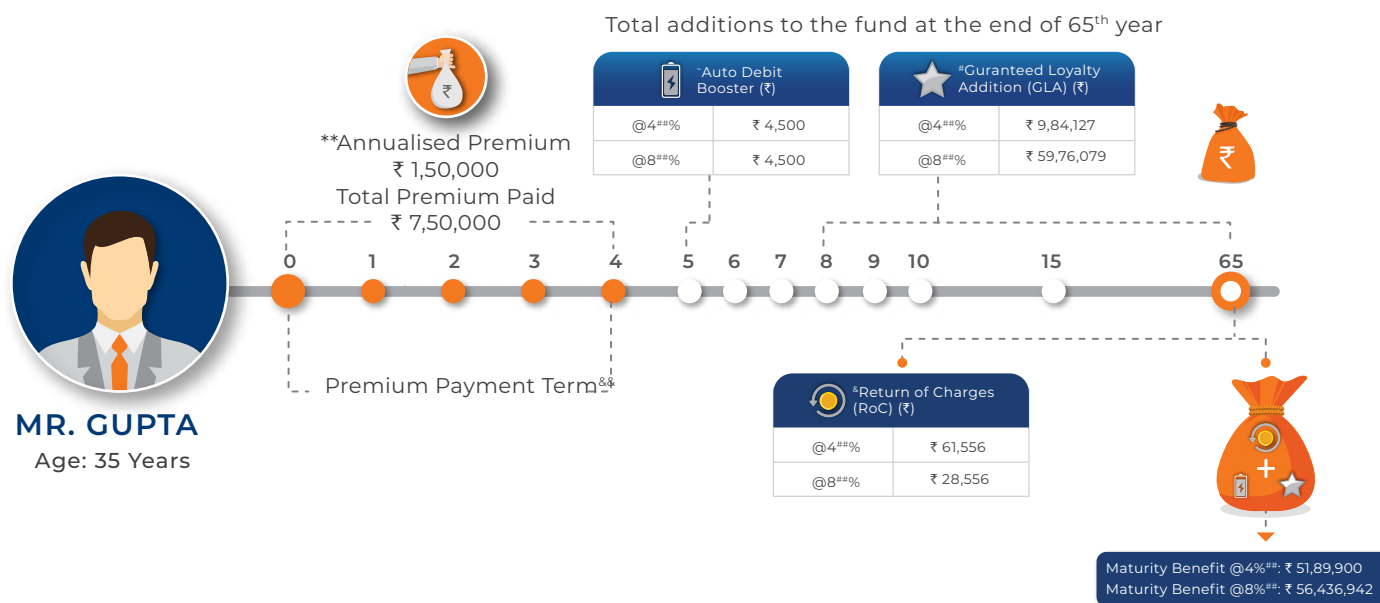 Total additions to the fund at the end of 65th year
~Auto Debit
Booster (₹)
@4##% ₹ 4,500
@8##% ₹ 4,500
#Guranteed Loyalty
Addition (GLA) (₹)
@4##% ₹ 9,84,127
@8##% ₹ 59,76,079
₹
₹
**Annualised Premium
₹ 1,50,000
Total Premium Paid
₹ 7,50,000
0 1 2 3 4 5 6 7 8 9 10 15 65
Premium Payment Term&&
MR. GUPTA
Age: 35 Years
&Return of Charges
(RoC) (₹)
@4##% ₹ 61,556
@8##% ₹ 28,556
+
Maturity Benefit @4%##: ₹ 51,89,900
Maturity Benefit @8%##: ₹ 56,436,942